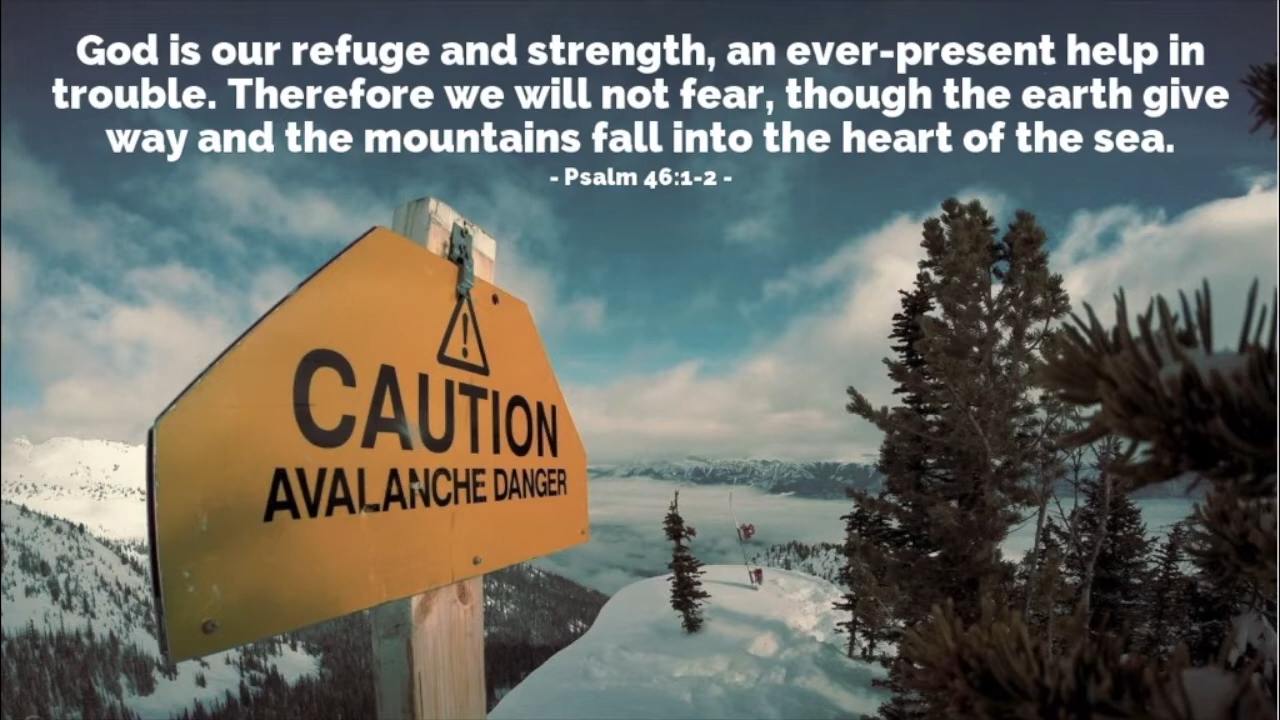 God is our refuge and strength, an ever-present help in
trouble. Therefore we will not fear, though the earth give
way and the mountains fall into the heart of the sea.
- Psalm 46:1-2 -
CAUTION
AVALANCHE DANGER